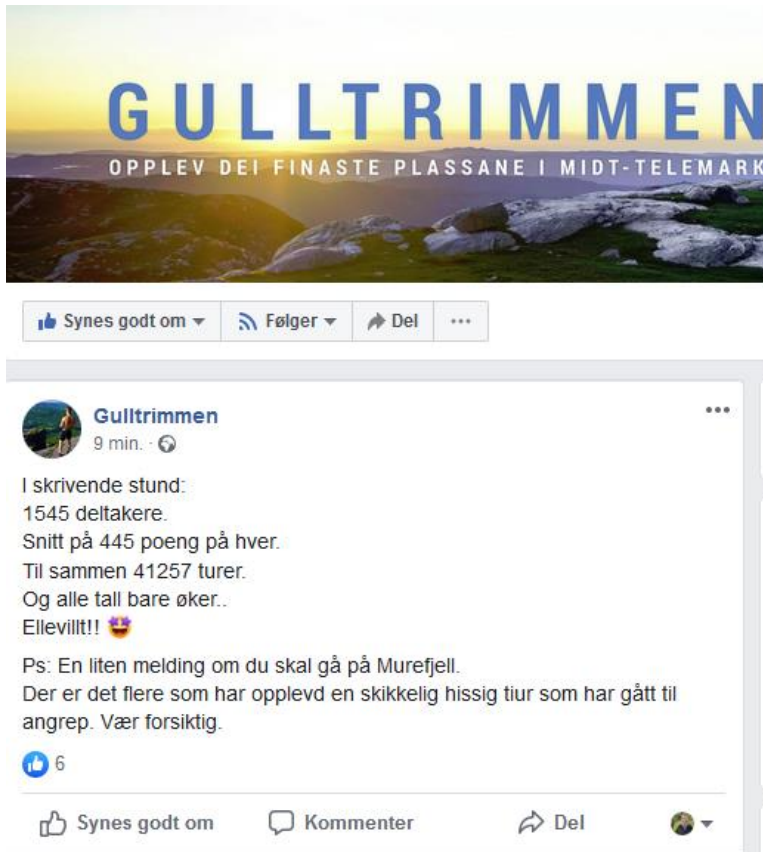 GULLTRIMMEN
OPPLEV DEI FINASTE PLASSANE I MIDT-TELEMARK
Synes godt om
Følger
Del
Gulltrimmen
9 min. ·
I skrivende stund:
1545 deltakere.
Snitt på 445 poeng på hver.
Til sammen 41257 turer.
Og alle tall bare øker..
Ellevillt!! 🤩
Ps: En liten melding om du skal gå på Murefjell.
Der er det flere som har opplevd en skikkelig hissig tiur som har gått til
angrep. Vær forsiktig.
6
Synes godt om
Kommenter
Del